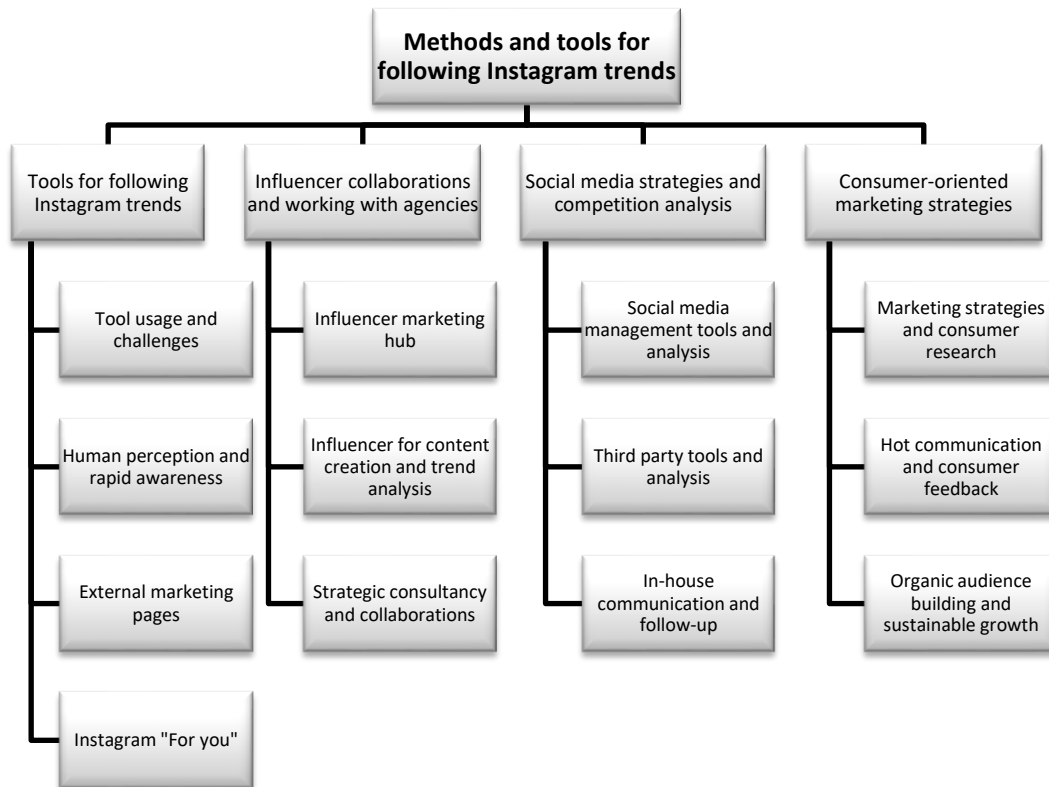 Methods and tools for
following Instagram trends
Tools for following
Instagram trends
Tool usage and
challenges
Human perception and
rapid awareness
External marketing
pages
Instagram "For you"
Influencer collaborations
and working with agencies
Influencer marketing
hub
Influencer for content
creation and trend
analysis
Strategic consultancy
and collaborations
Social media strategies and
competition analysis
Social media
management tools and
analysis
Third party tools and
analysis
In-house
communication and
follow-up
Consumer-oriented
marketing strategies
Marketing strategies
and consumer
research
Hot communication
and consumer
feedback
Organic audience
building and
sustainable growth